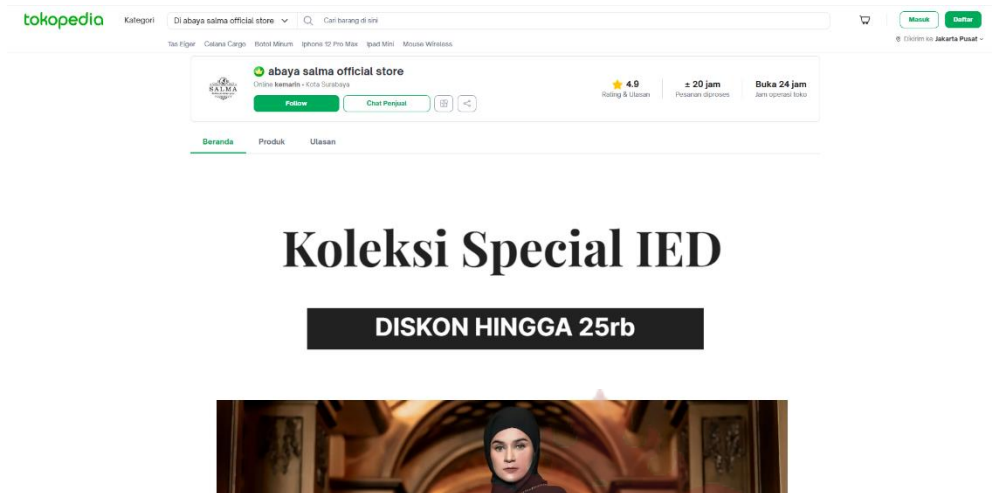 tokopedia
Kategori
Di abaya salma official store
Cari barang di sini
Masuk
Daftar
Tas Eiger Celana Cargo Botol Minum Iphone 12 Pro Max Ipad Mini Mouse Wireless
Dikirim ke Jakarta Pusat
SALMA
abaya salma official store
Online kemarin • Kota Surabaya
Follow
Chat Penjual
4.9
Rating & Ulasan
± 20 jam
Pesanan diproses
Buka 24 jam
Jam operasi toko
Beranda Produk Ulasan
Koleksi Special IED
DISKON HINGGA 25rb